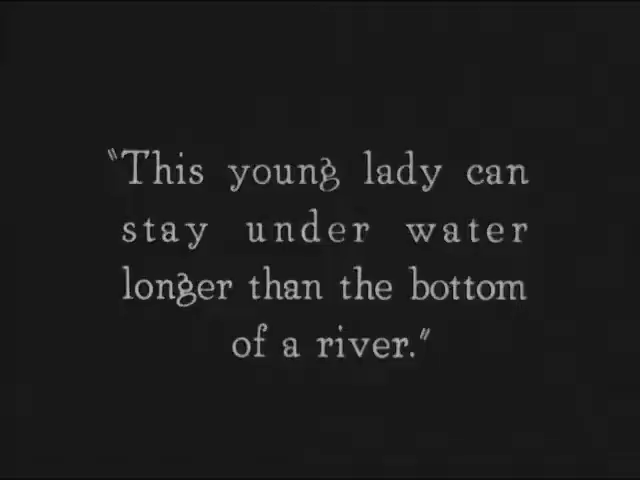 "This young lady can
stay under water
longer than the bottom
of a river."